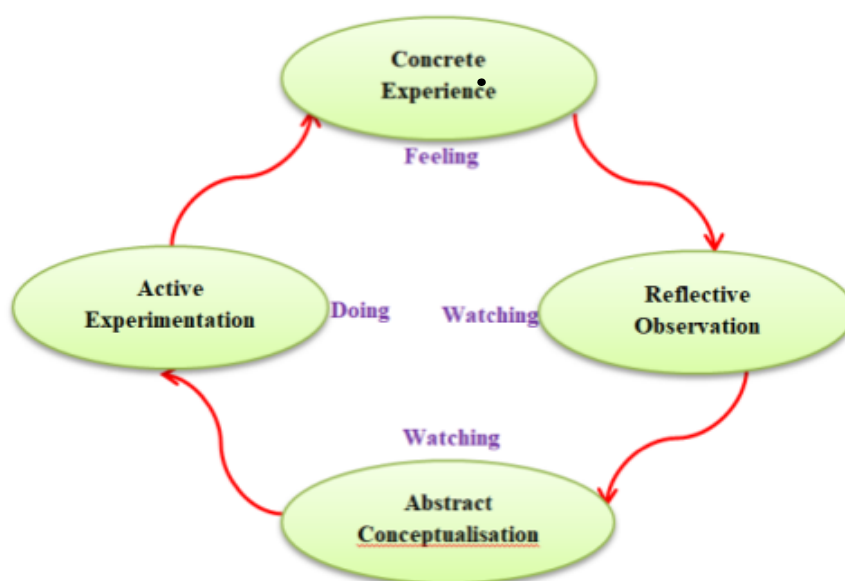 Concrete
Experience
Feeling
Active
Experimentation
Doing
Watching
Reflective
Observation
Watching
Abstract
Conceptualisation